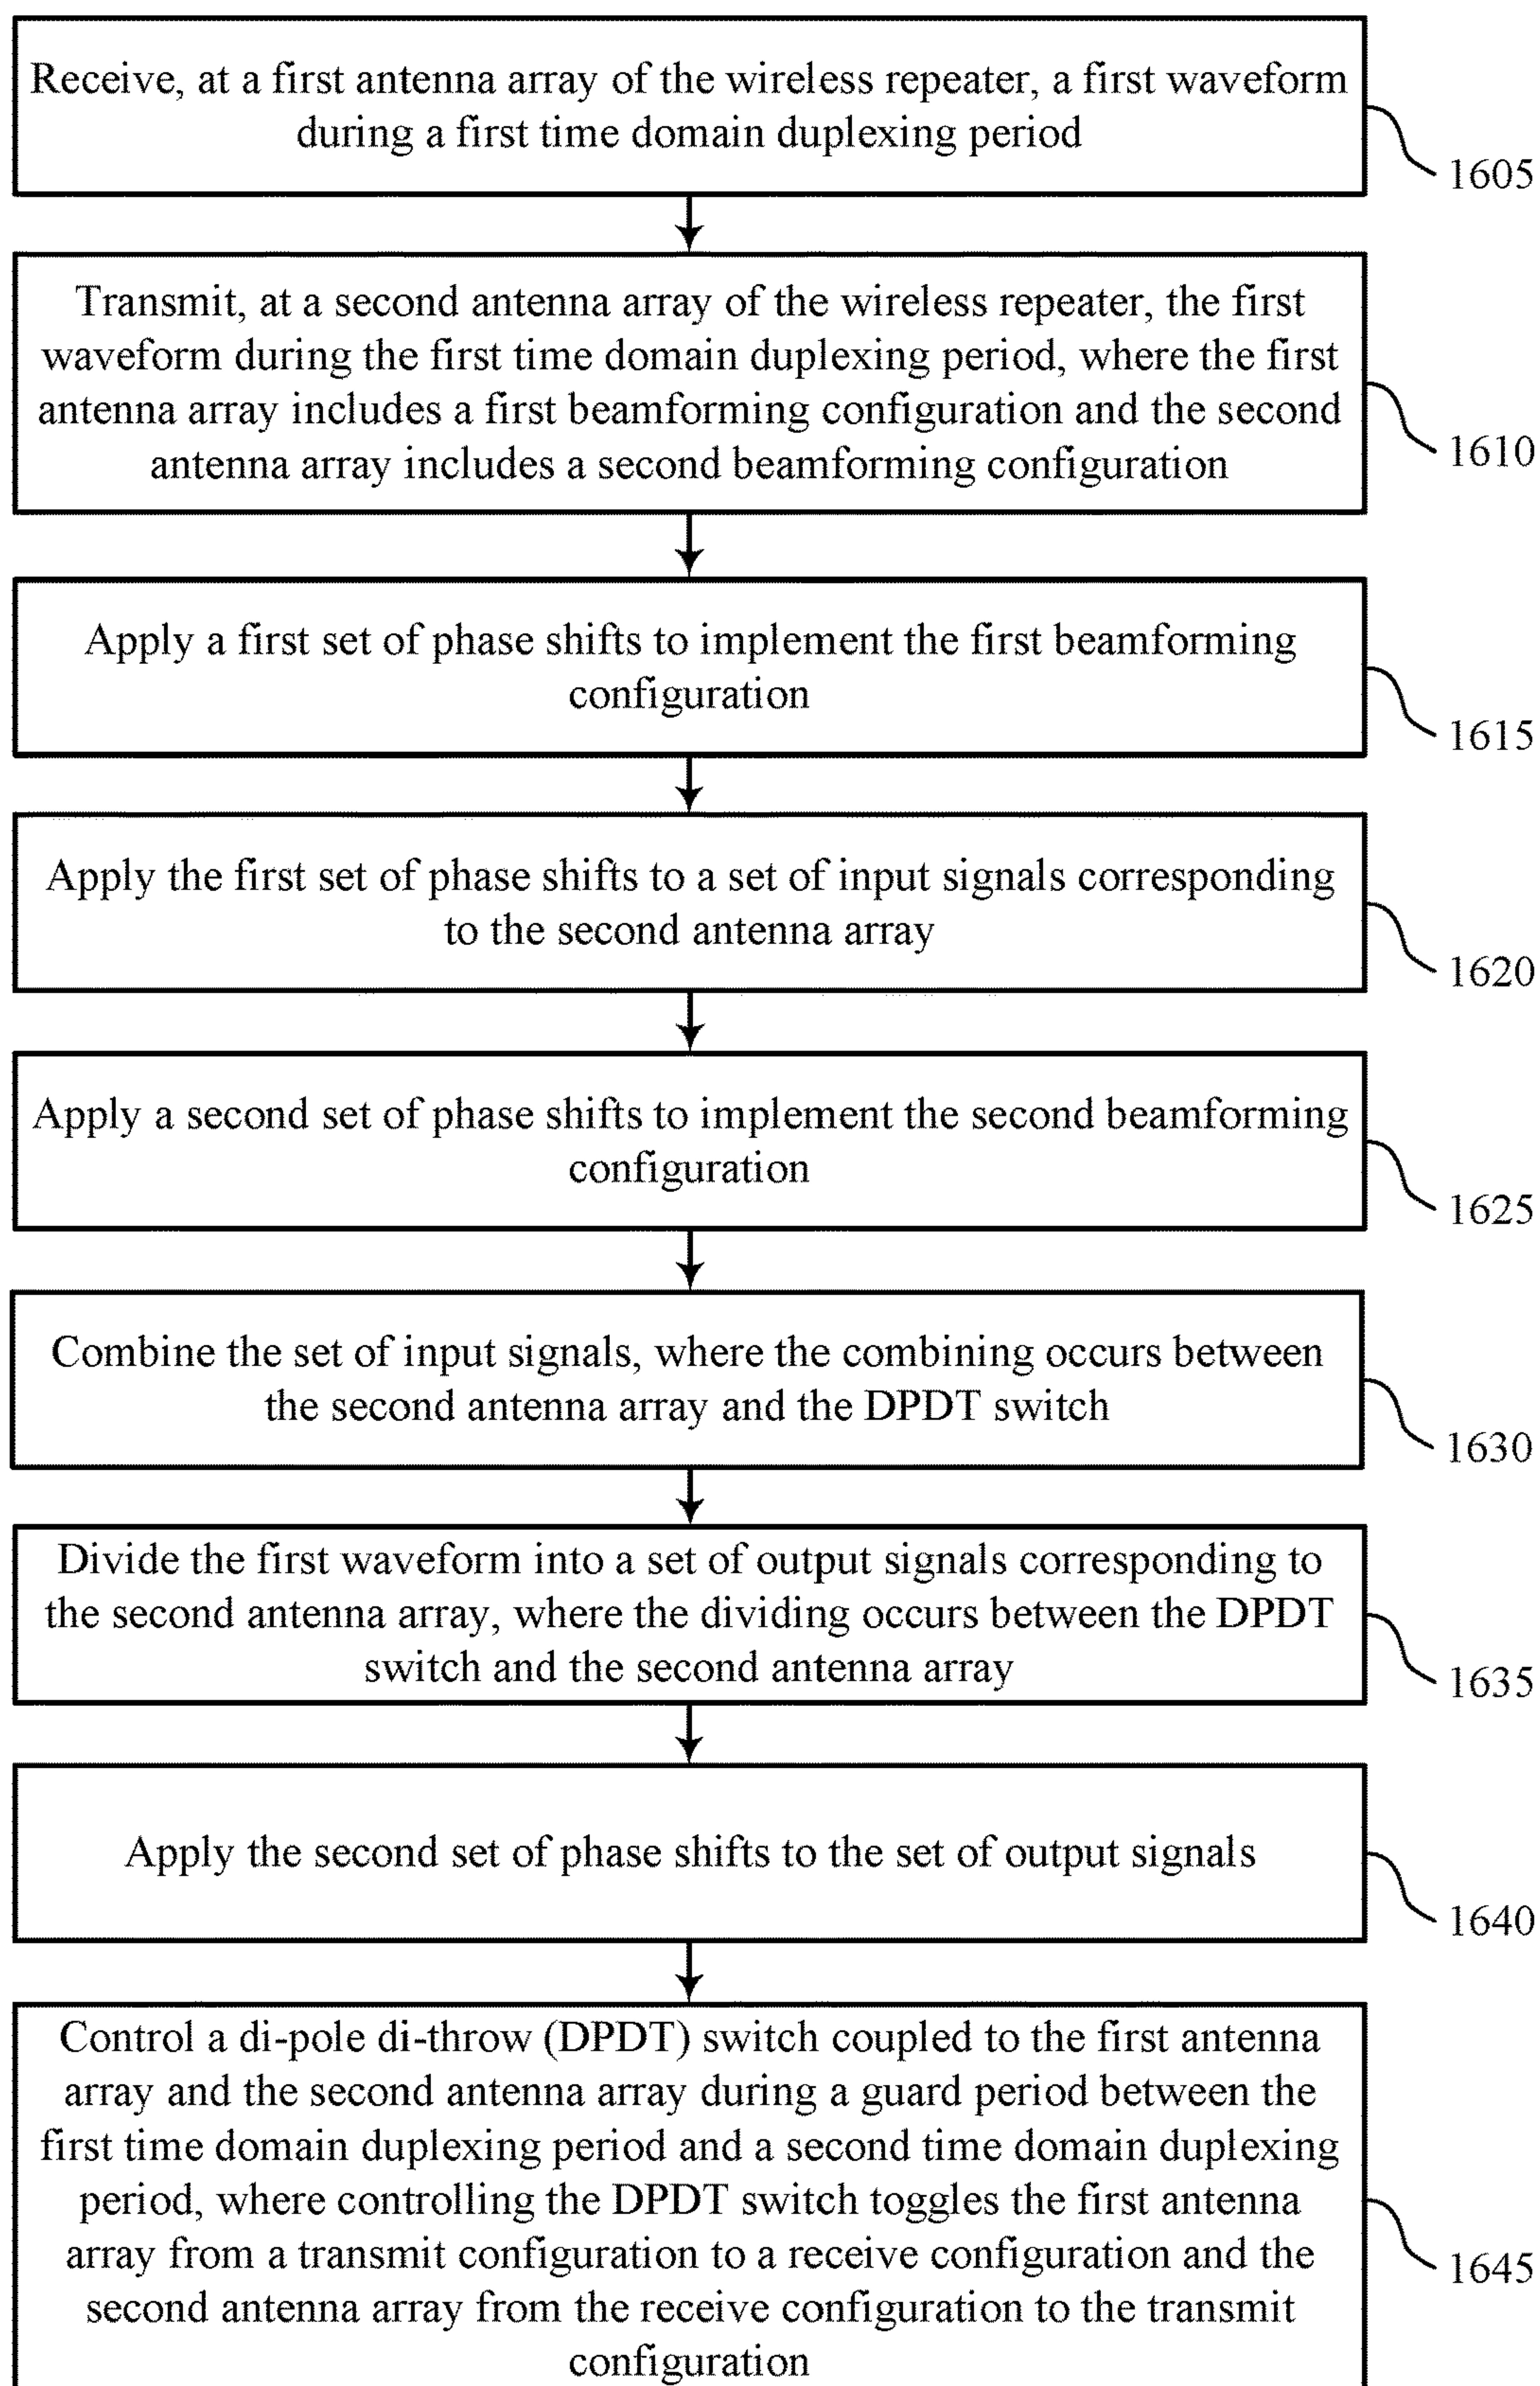 Receive, at a first antenna array of the wireless repeater, a first waveform
during a first time domain duplexing period
1605
Transmit, at a second antenna array of the wireless repeater, the first
waveform during the first time domain duplexing period, where the first
antenna array includes a first beamforming configuration and the second
antenna array includes a second beamforming configuration
1610
Apply a first set of phase shifts to implement the first beamforming
configuration
1615
Apply the first set of phase shifts to a set of input signals corresponding
to the second antenna array
1620
Apply a second set of phase shifts to implement the second beamforming
configuration
1625
Combine the set of input signals, where the combining occurs between
the second antenna array and the DPDT switch
1630
Divide the first waveform into a set of output signals corresponding to
the second antenna array, where the dividing occurs between the DPDT
switch and the second antenna array
1635
Apply the second set of phase shifts to the set of output signals
1640
Control a di-pole di-throw (DPDT) switch coupled to the first antenna
array and the second antenna array during a guard period between the
first time domain duplexing period and a second time domain duplexing
period, where controlling the DPDT switch toggles the first antenna
array from a transmit configuration to a receive configuration and the
second antenna array from the receive configuration to the transmit
configuration
1645